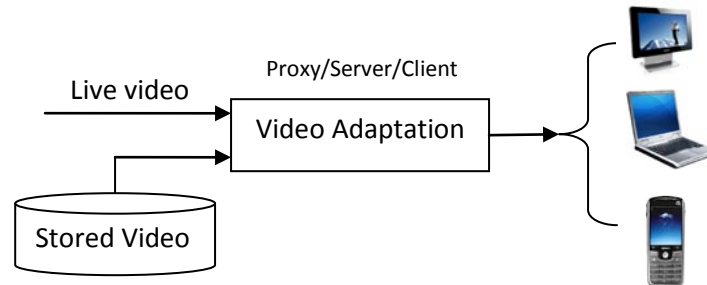 Proxy/Server/Client
Live video
Video Adaptation
Stored Video